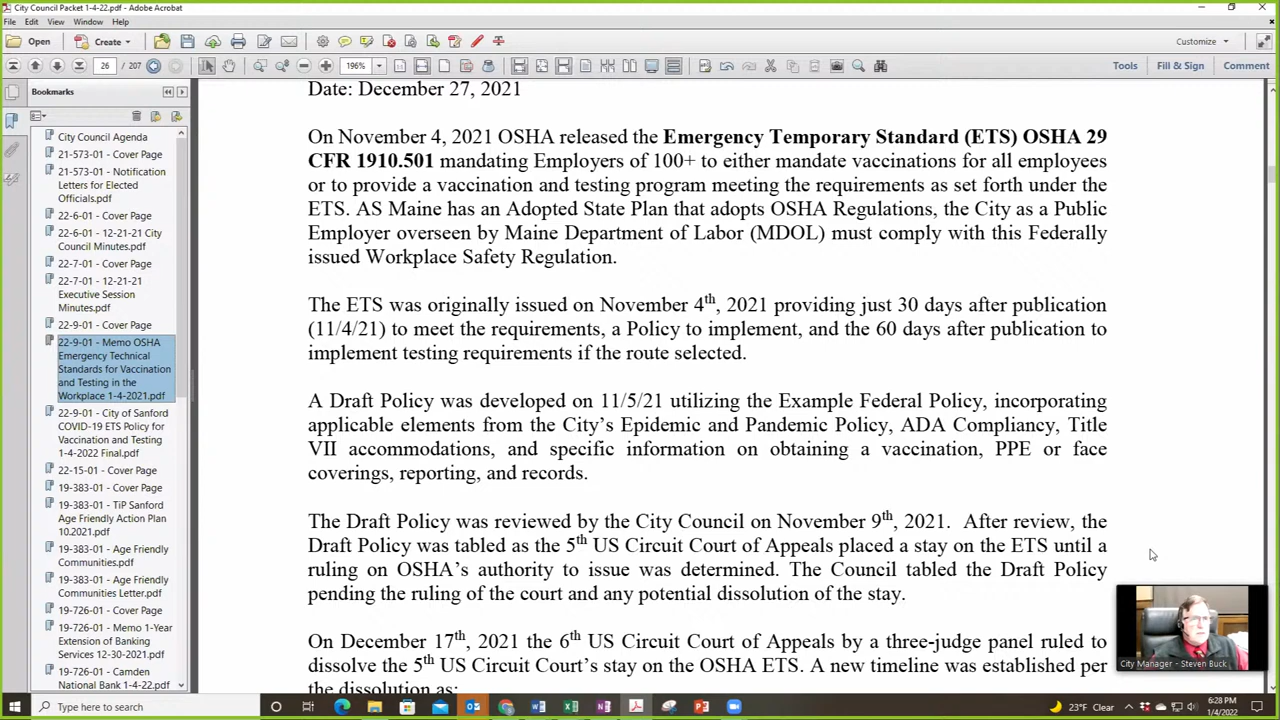 City Council Packet 1-4-22.pdf - Adobe Acrobat
File Edit View Window Help
Open Create Customize
26 / 207 196% Tools Fill & Sign Comment
Bookmarks
City Council Agenda
21-573-01 - Cover Page
21-573-01 - Notification
Letters for Elected
Officials.pdf
22-6-01 - Cover Page
22-6-01 - 12-21-21 City
Council Minutes.pdf
22-7-01 - Cover Page
22-7-01 - 12-21-21
Executive Session
Minutes.pdf
22-9-01 - Cover Page
22-9-01 - Memo OSHA
Emergency Technical
Standards for Vaccination
and Testing in the
Workplace 1-4-2021.pdf
22-9-01 - City of Sanford
COVID-19 ETS Policy for
Vaccination and Testing
1-4-2022 Final.pdf
22-15-01 - Cover Page
19-383-01 - Cover Page
19-383-01 - TiP Sanford
Age Friendly Action Plan
10.2021.pdf
19-383-01 - Age Friendly
Communities.pdf
19-383-01 - Age Friendly
Communities Letter.pdf
19-726-01 - Cover Page
19-726-01 - Memo 1-Year
Extension of Banking
Services 12-30-2021.pdf
19-726-01 - Camden
National Bank 1-4-22.pdf
Date: December 27, 2021
On November 4, 2021 OSHA released the Emergency Temporary Standard (ETS) OSHA 29
CFR 1910.501 mandating Employers of 100+ to either mandate vaccinations for all employees
or to provide a vaccination and testing program meeting the requirements as set forth under the
ETS. AS Maine has an Adopted State Plan that adopts OSHA Regulations, the City as a Public
Employer overseen by Maine Department of Labor (MDOL) must comply with this Federally
issued Workplace Safety Regulation.
The ETS was originally issued on November 4th, 2021 providing just 30 days after publication
(11/4/21) to meet the requirements, a Policy to implement, and the 60 days after publication to
implement testing requirements if the route selected.
A Draft Policy was developed on 11/5/21 utilizing the Example Federal Policy, incorporating
applicable elements from the City’s Epidemic and Pandemic Policy, ADA Compliancy, Title
VII accommodations, and specific information on obtaining a vaccination, PPE or face
coverings, reporting, and records.
The Draft Policy was reviewed by the City Council on November 9th, 2021. After review, the
Draft Policy was tabled as the 5th US Circuit Court of Appeals placed a stay on the ETS until a
ruling on OSHA’s authority to issue was determined. The Council tabled the Draft Policy
pending the ruling of the court and any potential dissolution of the stay.
On December 17th, 2021 the 6th US Circuit Court of Appeals by a three-judge panel ruled to
dissolve the 5th US Circuit Court’s stay on the OSHA ETS. A new timeline was established per
the dissolution as:
City Manager - Steven Buck
Type here to search
23°F Clear
6:28 PM
1/4/2022